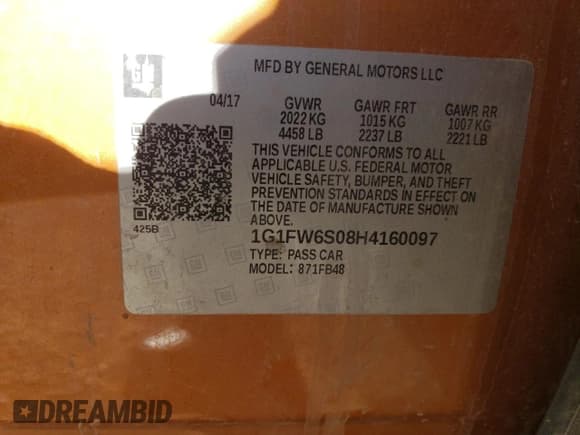 GM
MFD BY GENERAL MOTORS LLC
04/17 GVWR GAWR FRT GAWR RR
2022 KG 1015 KG 1007 KG
4458 LB 2237 LB 2221 LB
THIS VEHICLE CONFORMS TO ALL
APPLICABLE U.S. FEDERAL MOTOR
VEHICLE SAFETY, BUMPER, AND THEFT
PREVENTION STANDARDS IN EFFECT ON
THE DATE OF MANUFACTURE SHOWN
ABOVE.
425B
1G1FW6S08H4160097
TYPE: PASS CAR
MODEL: 871FB48
DREAMBID